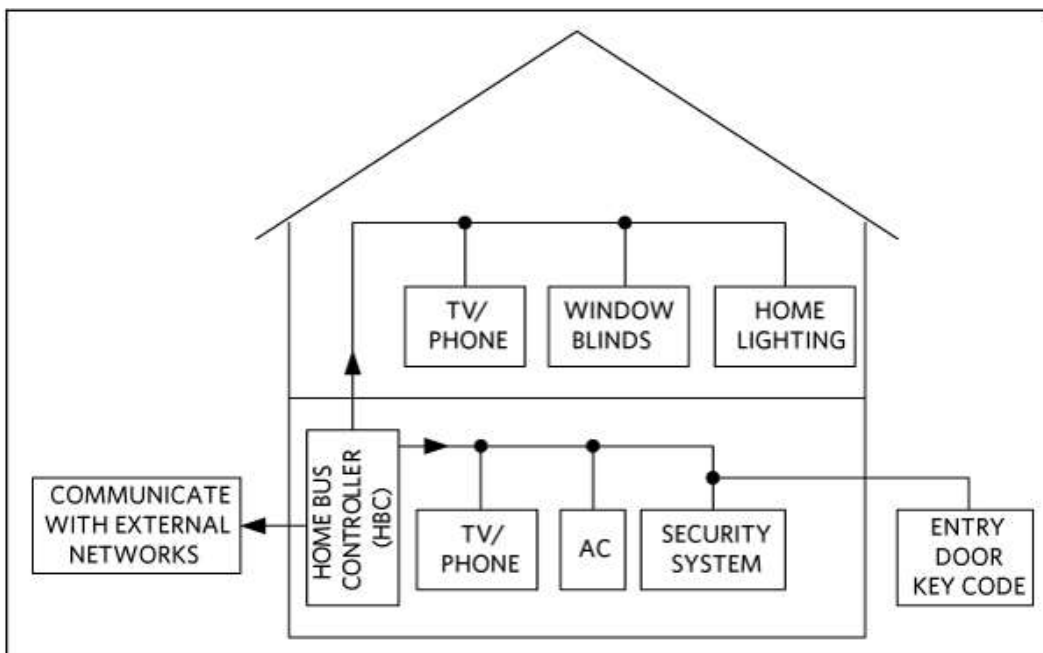 TV/
PHONE
WINDOW
BLINDS
HOME
LIGHTING
HOME BUS
CONTROLLER
(HBC)
COMMUNICATE
WITH EXTERNAL
NETWORKS
TV/
PHONE
AC
SECURITY
SYSTEM
ENTRY
DOOR
KEY CODE